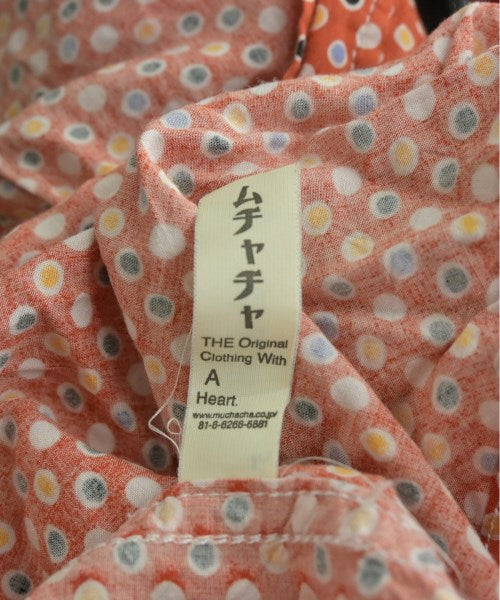 ムチャチャ
THE Original
Clothing With
A
Heart.
www.muchacha.co.jp/
81-6-6268-6881